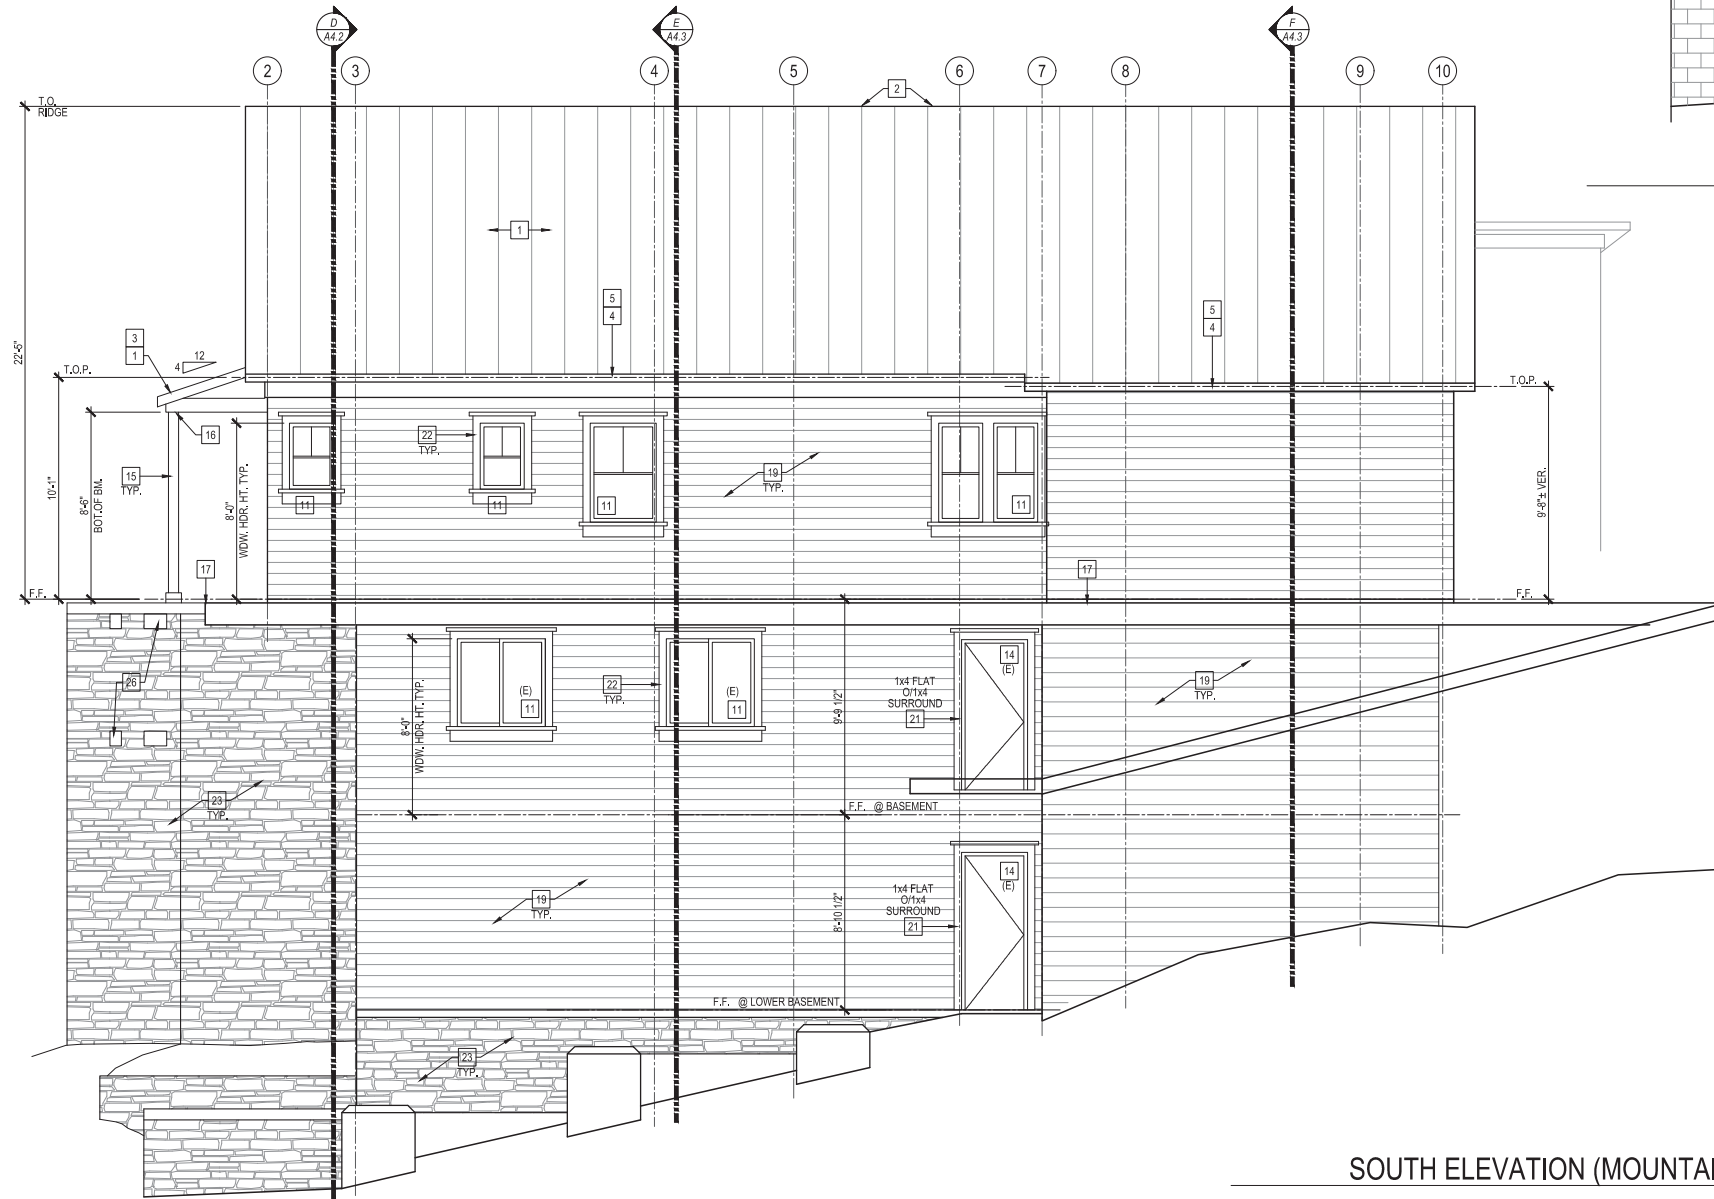 D
A4.2
E
A4.3
F
A4.3
2
3
4
5
6
7
8
9
10
T.O.
RIDGE
2
1
22'-5"
5
4
5
4
3
1
12
4
T.O.P.
T.O.P.
10'-1"
8'-6"
BOT.OF BM.
15
TYP.
16
8'-0"
WDW. HDR. HT. TYP.
11
22
TYP.
11
11
19
TYP.
11
9'-8"± VER.
17
17
F.F.
F.F.
26
(E)
11
22
TYP.
(E)
11
8'-0"
WDW. HDR. HT. TYP.
9'-9 1/2"
1x4 FLAT
O/1x4
SURROUND
21
14
(E)
19
TYP.
23
TYP.
F.F. @ BASEMENT
19
TYP.
8'-10 1/2"
1x4 FLAT
O/1x4
SURROUND
21
14
(E)
F.F. @ LOWER BASEMENT
23
TYP.
SOUTH ELEVATION (MOUNTA